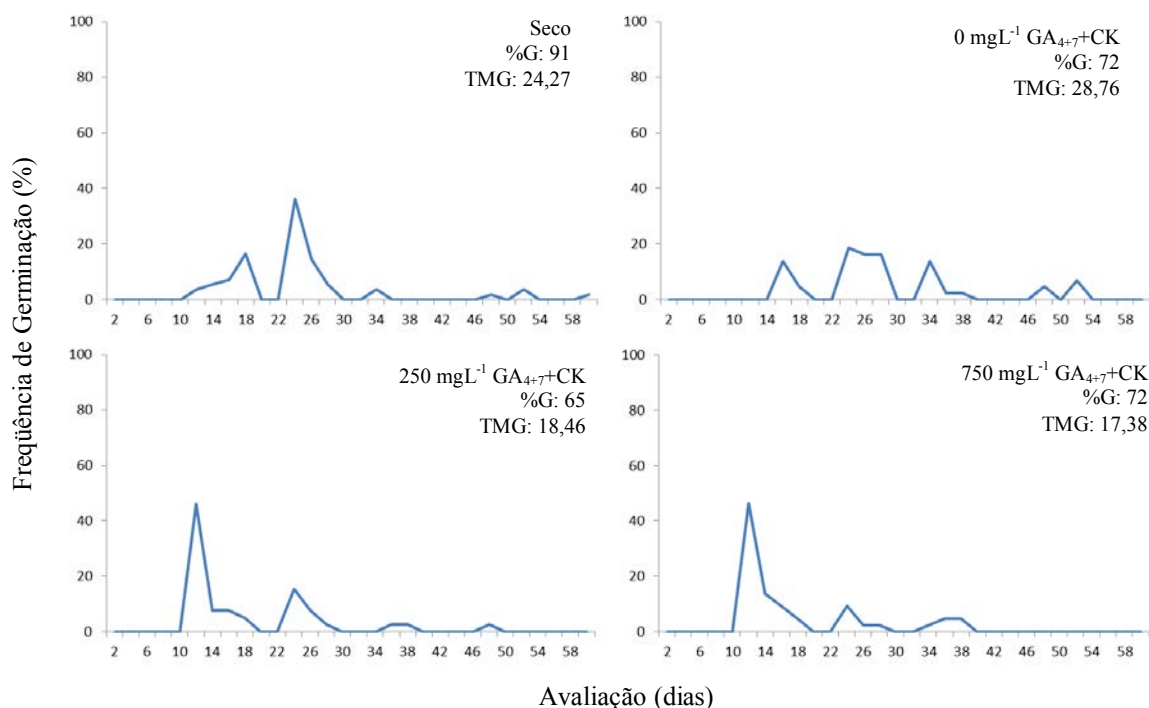 Freqüência de Germinação (%)
Seco
%G: 91
TMG: 24,27
100
80
60
40
20
0
2 6 10 14 18 22 26 30 34 38 42 46 50 54 58
0 mgL⁻¹ GA₄₊₇+CK
%G: 72
TMG: 28,76
100
80
60
40
20
0
2 6 10 14 18 22 26 30 34 38 42 46 50 54 58
250 mgL⁻¹ GA₄₊₇+CK
%G: 65
TMG: 18,46
100
80
60
40
20
0
2 6 10 14 18 22 26 30 34 38 42 46 50 54 58
750 mgL⁻¹ GA₄₊₇+CK
%G: 72
TMG: 17,38
100
80
60
40
20
0
2 6 10 14 18 22 26 30 34 38 42 46 50 54 58
Avaliação (dias)